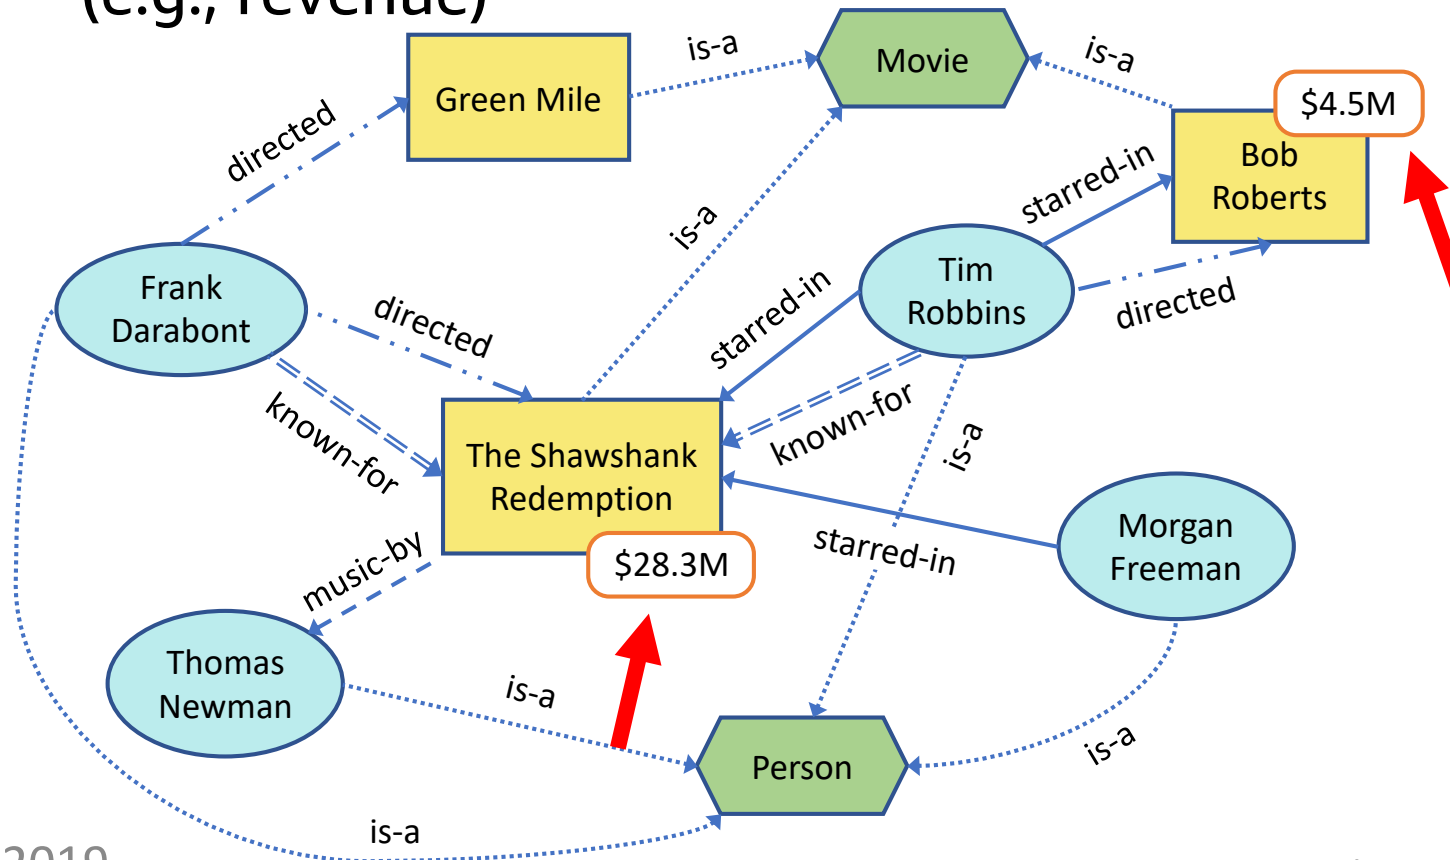 (e.g., revenue)
is-a
Movie
is-a
Green Mile
$4.5M
directed
Bob
Roberts
starred-in
is-a
Frank
Darabont
directed
starred-in
Tim
Robbins
directed
known-for
known-for
is-a
The Shawshank
Redemption
starred-in
Morgan
Freeman
music-by
$28.3M
Thomas
Newman
is-a
is-a
Person
is-a
2019